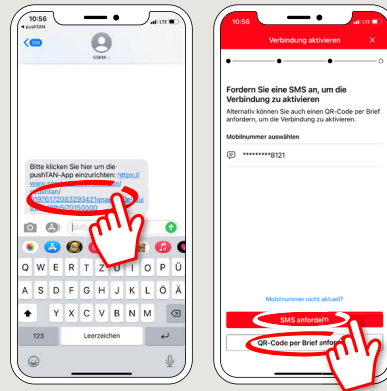 10:56
◀ pushTAN
LTE
108
SSKM
Bitte klicken Sie hier um die
pushTAN-App einzurichten: https://
SMS
Q W E R T Z U I O P Ü
A S D F G H J K L Ö Ä
Y X C V B N M
123 Leerzeichen
10:56
LTE
Verbindung aktivieren
Fordern Sie eine SMS an, um die
Verbindung zu aktivieren
Alternativ können Sie auch einen QR-Code per Brief
anfordern, um die Verbindung zu aktivieren.
Mobilnummer auswählen
*********8121
Mobilnummer nicht aktuell?
SMS anfordern
QR-Code per Brief